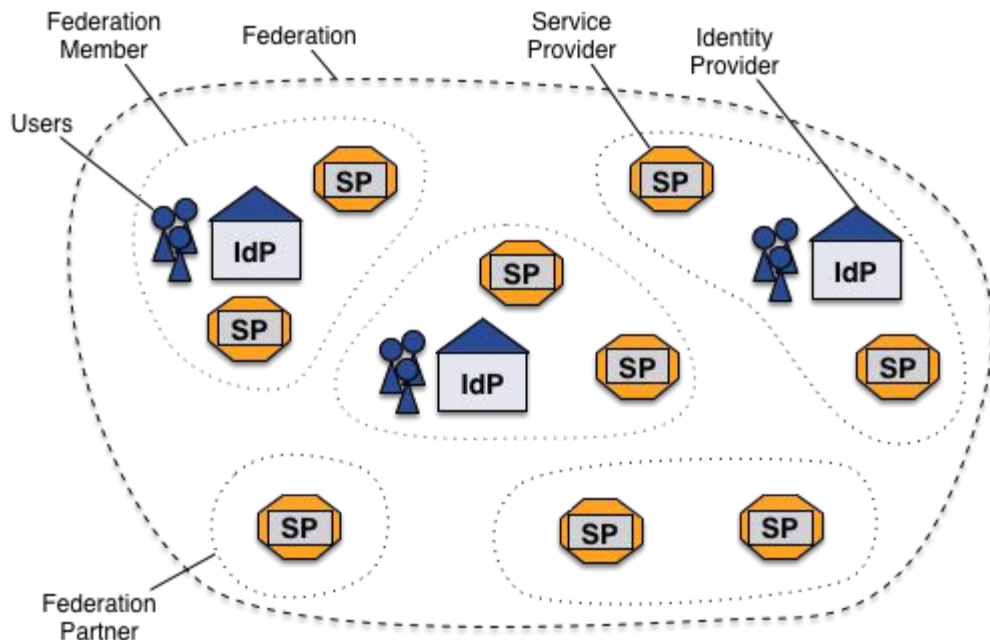 Federation
Member
Federation
Service
Provider
Identity
Provider
Users
SP
SP
IdP
SP
IdP
SP
SP
IdP
SP
SP
SP
SP
SP
Federation
Partner